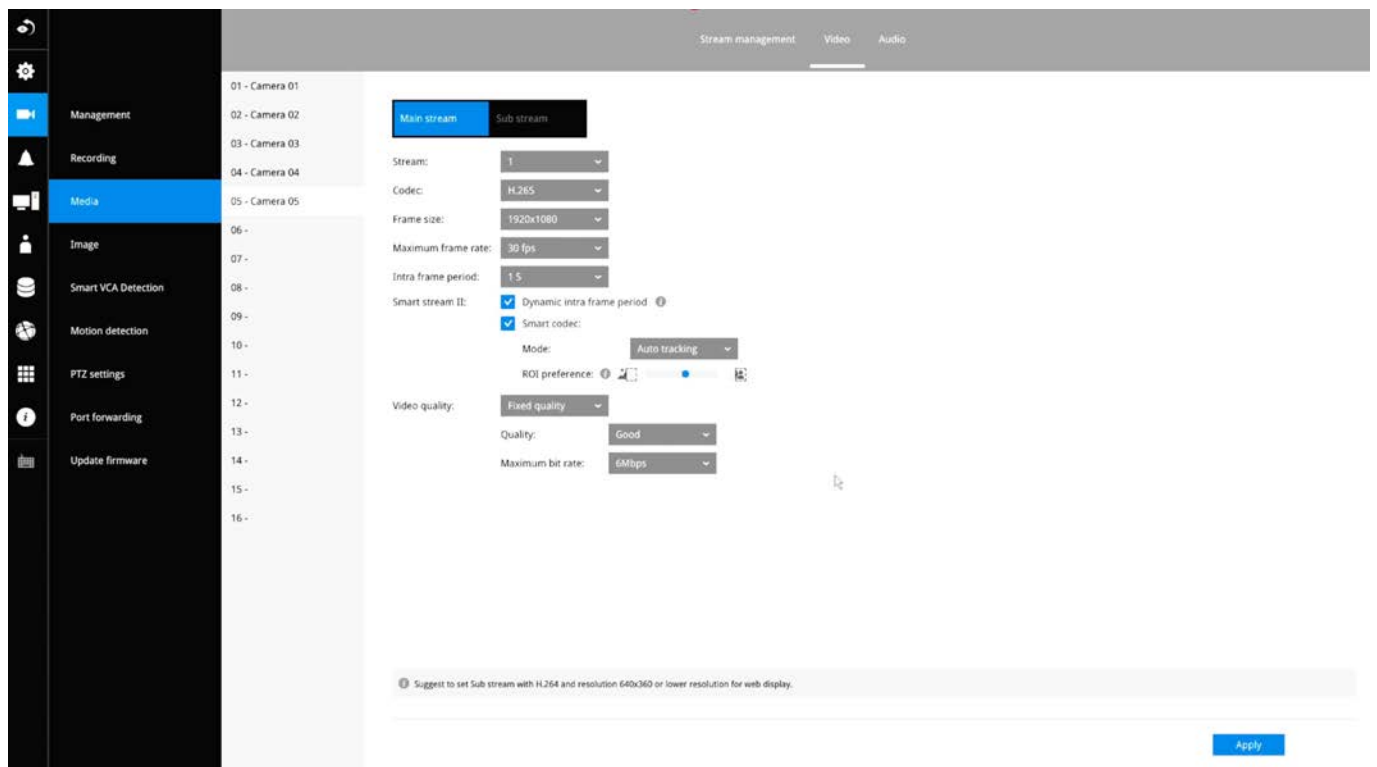 Stream management Video Audio
Management
Recording
Media
Image
Smart VCA Detection
Motion detection
PTZ settings
Port forwarding
Update firmware
01 - Camera 01
02 - Camera 02
03 - Camera 03
04 - Camera 04
05 - Camera 05
06 -
07 -
08 -
09 -
10 -
11 -
12 -
13 -
14 -
15 -
16 -
Main stream Sub stream
Stream: 1
Codec: H.265
Frame size: 1920x1080
Maximum frame rate: 30 fps
Intra frame period: 1 S
Smart stream II: Dynamic intra frame period
Smart codec:
Mode: Auto tracking
ROI preference:
Video quality: Fixed quality
Quality: Good
Maximum bit rate: 6Mbps
Suggest to set Sub stream with H.264 and resolution 640x360 or lower resolution for web display.
Apply